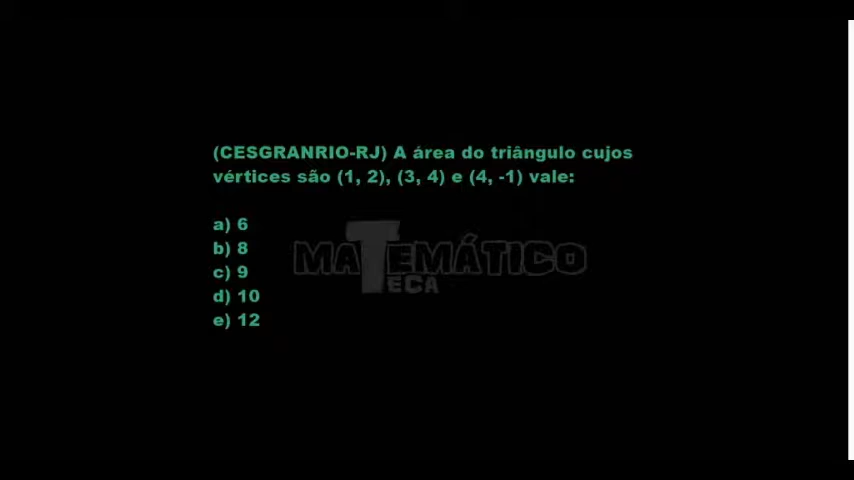 (CESGRANRIO-RJ) A área do triângulo cujos
vértices são (1, 2), (3, 4) e (4, -1) vale:
a) 6
b) 8
c) 9
d) 10
e) 12
MATEMÁTICO
TECA